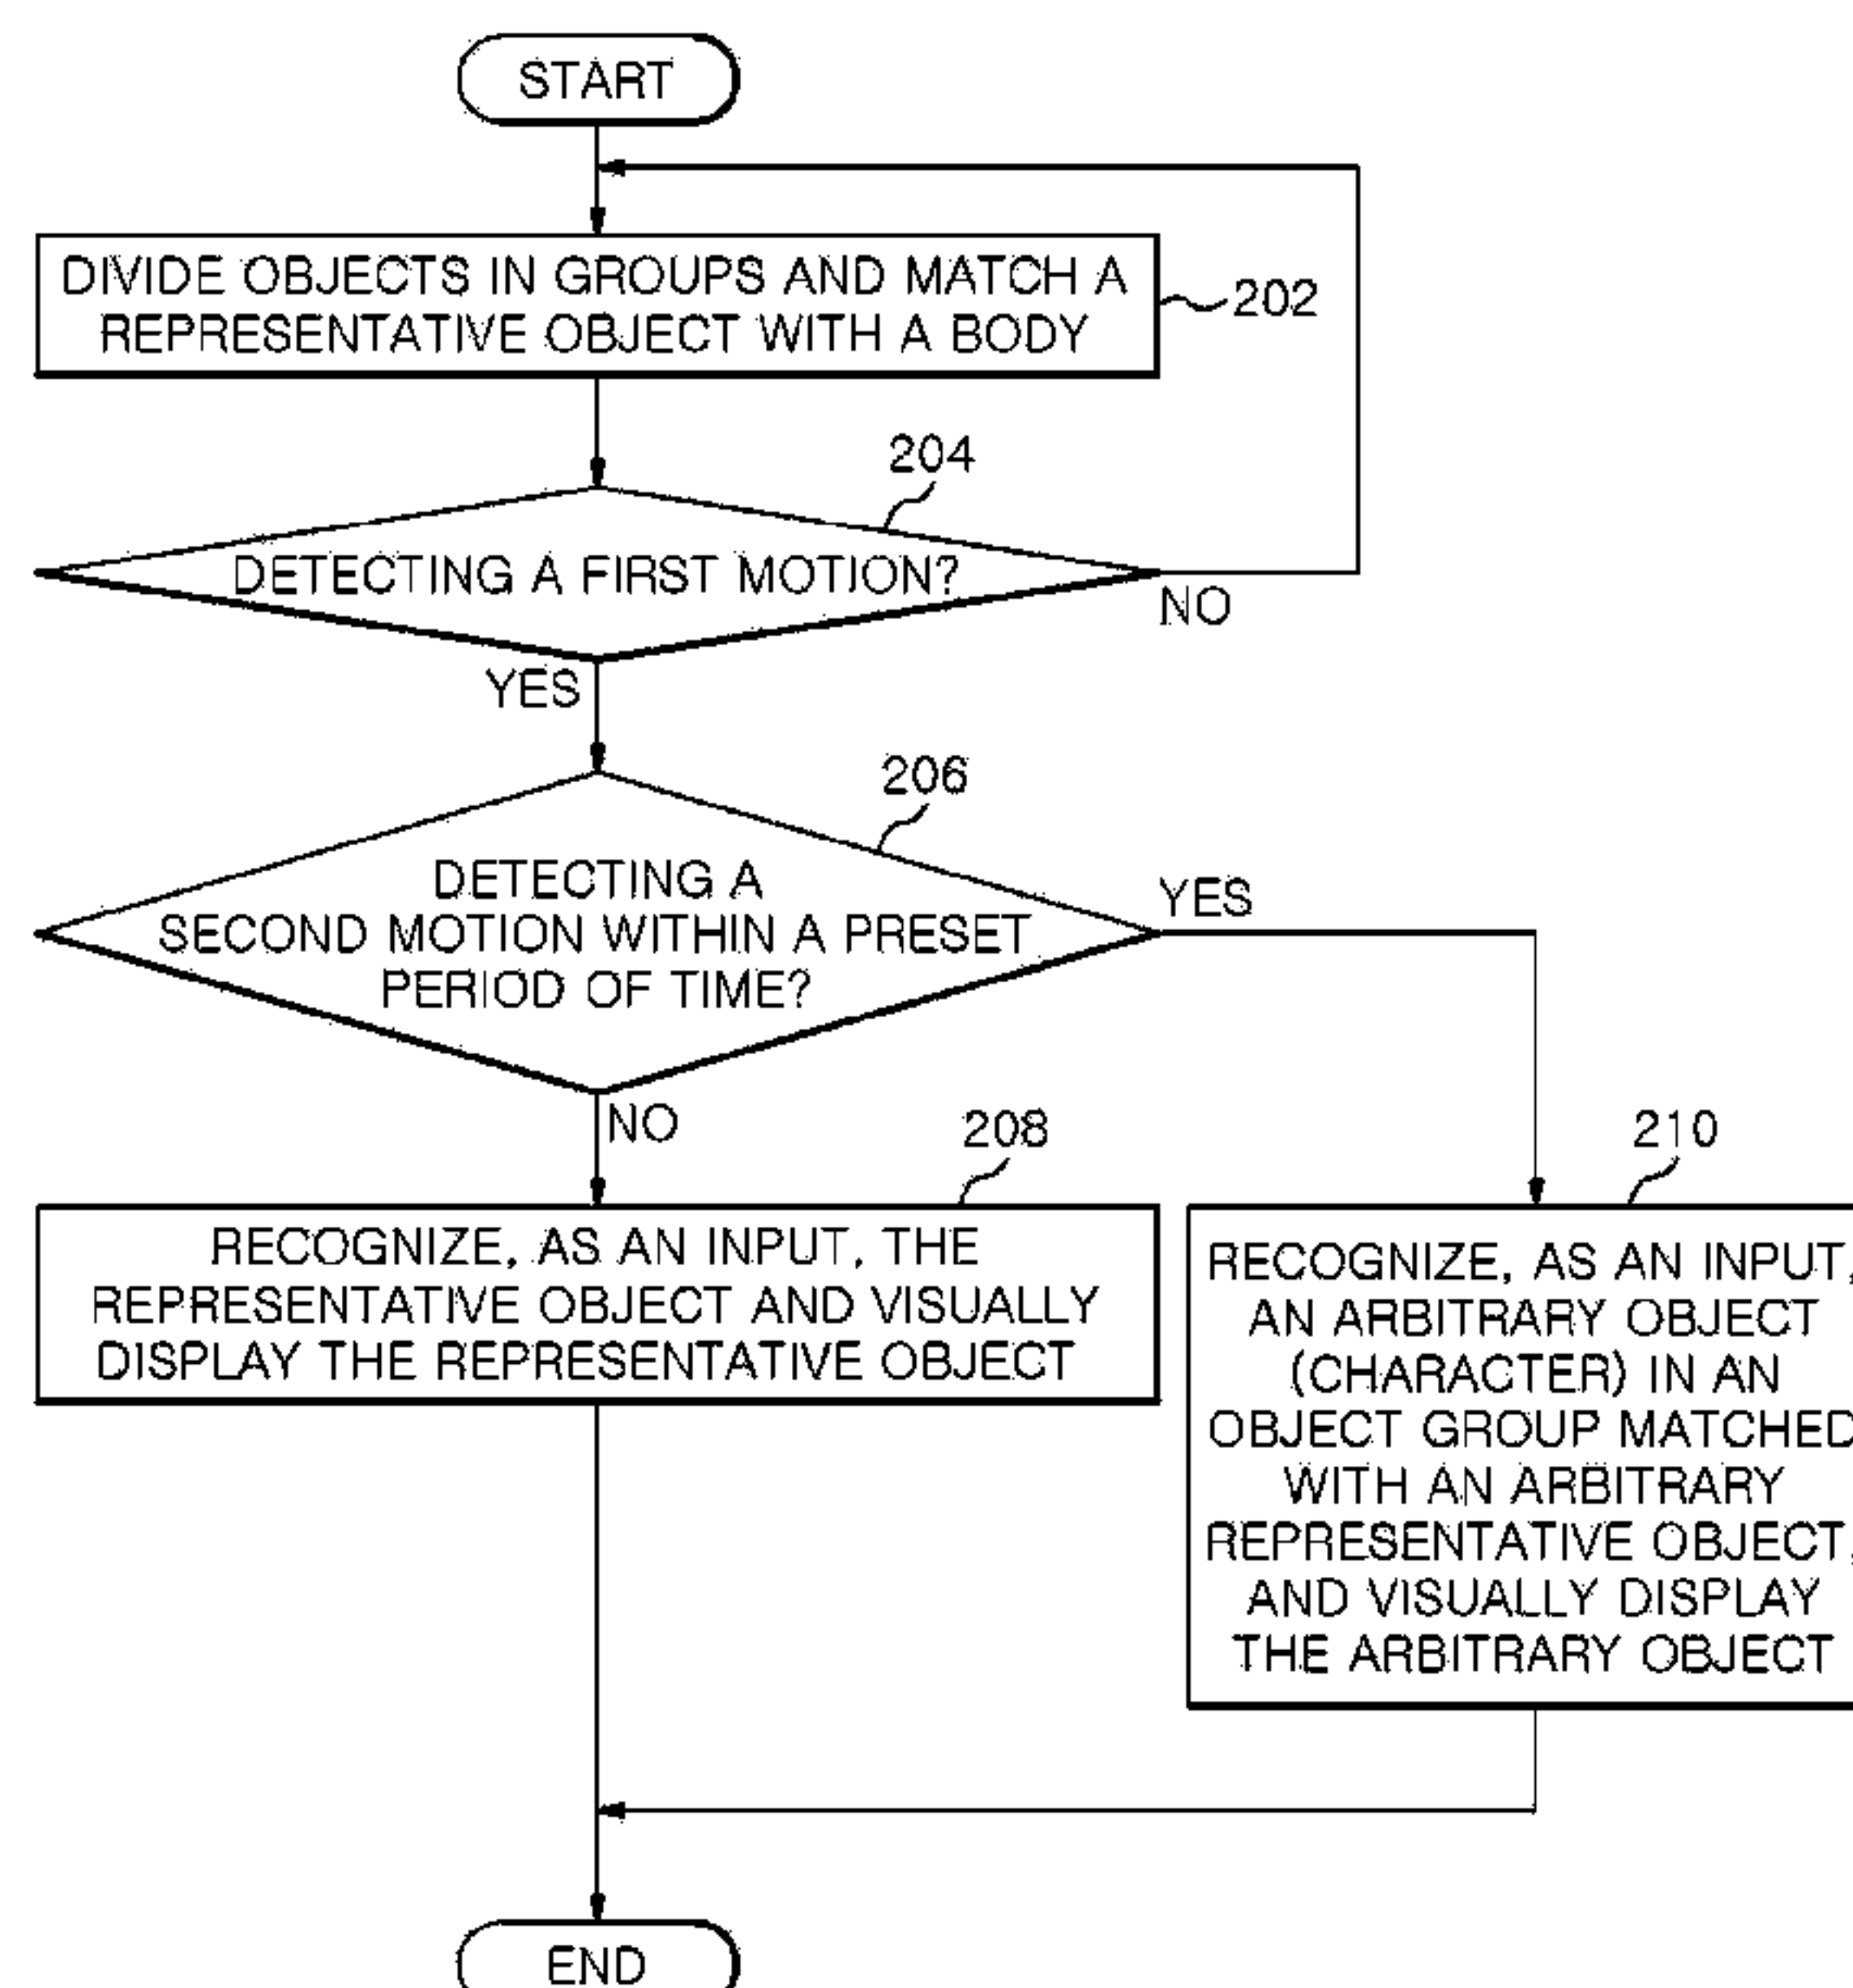 START
DIVIDE OBJECTS IN GROUPS AND MATCH A
REPRESENTATIVE OBJECT WITH A BODY
202
204
DETECTING A FIRST MOTION?
NO
YES
206
DETECTING A
SECOND MOTION WITHIN A PRESET
PERIOD OF TIME?
YES
NO
208
RECOGNIZE, AS AN INPUT, THE
REPRESENTATIVE OBJECT AND VISUALLY
DISPLAY THE REPRESENTATIVE OBJECT
210
RECOGNIZE, AS AN INPUT,
AN ARBITRARY OBJECT
(CHARACTER) IN AN
OBJECT GROUP MATCHED
WITH AN ARBITRARY
REPRESENTATIVE OBJECT,
AND VISUALLY DISPLAY
THE ARBITRARY OBJECT
END